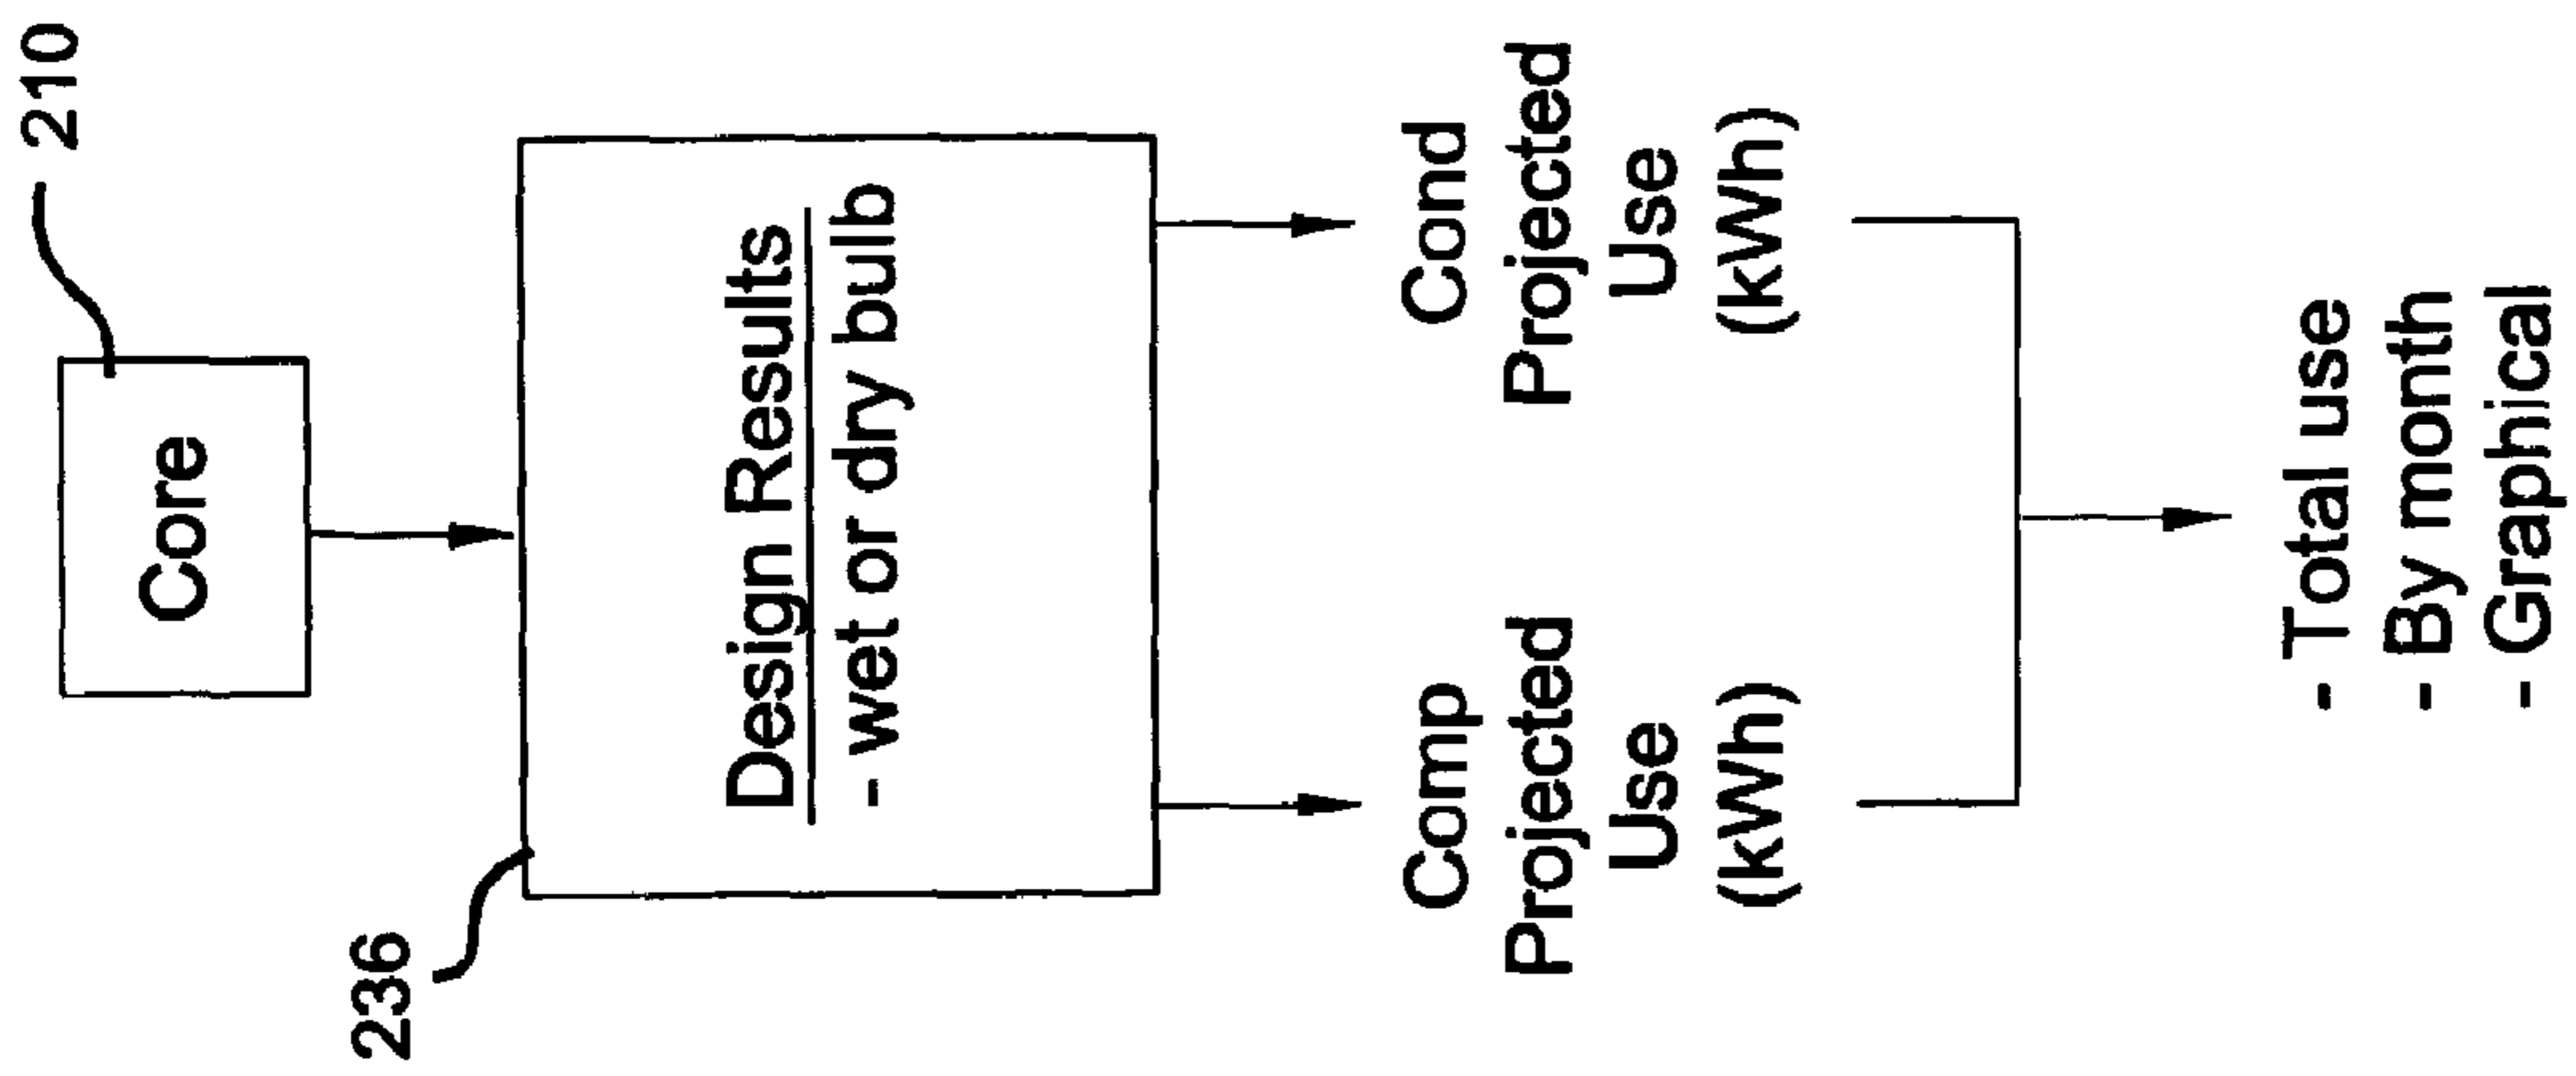 210
Core
236
Design Results
- wet or dry bulb
Comp
Projected
Use
(kWh)
Cond
Projected
Use
(kWh)
- Total use
- By month
- Graphical